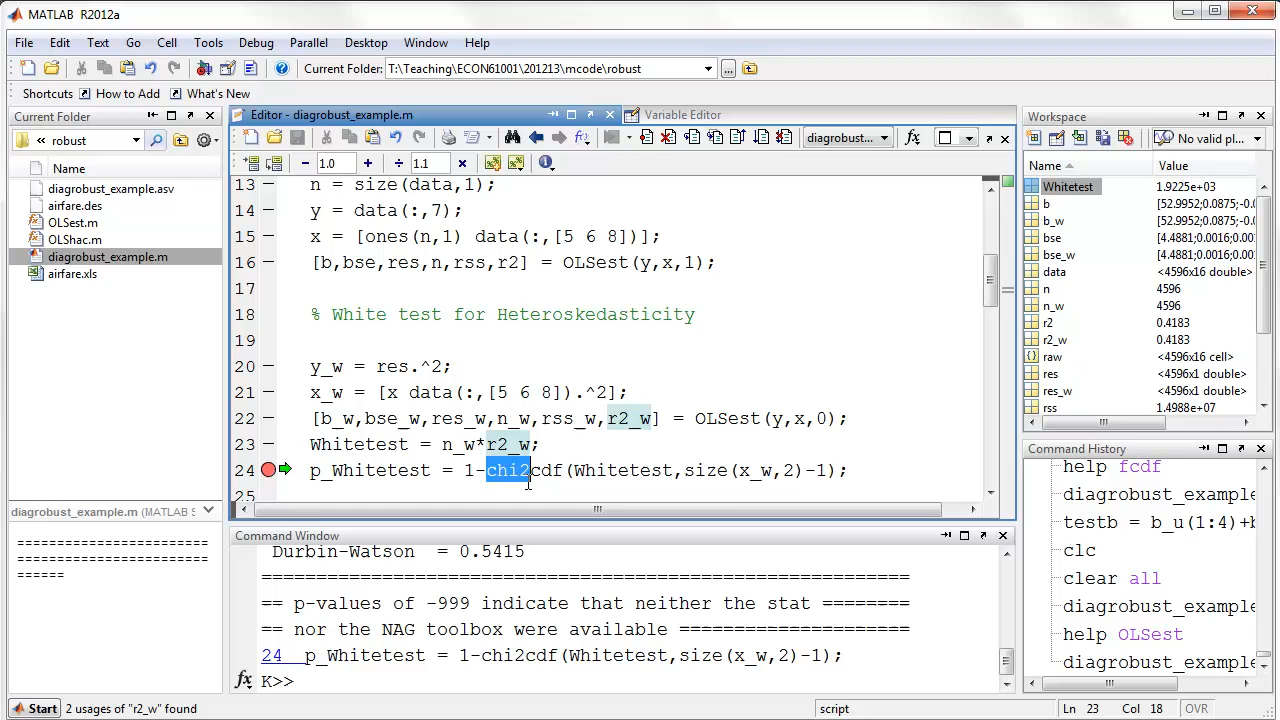 MATLAB R2012a
File Edit Text Go Cell Tools Debug Parallel Desktop Window Help
Current Folder: T:\Teaching\ECON61001\201213\mcode\robust
Shortcuts How to Add What's New
Current Folder
« robust
Name
diagrobust_example.asv
airfare.des
OLSest.m
OLShac.m
diagrobust_example.m
airfare.xls
diagrobust_example.m (MATLAB S
========================
========================
======
Editor - diagrobust_example.m
Variable Editor
diagrobust...
fx
− 1.0 + ÷ 1.1 ×
13 − n = size(data,1);
14 − y = data(:,7);
15 − x = [ones(n,1) data(:,[5 6 8])];
16 − [b,bse,res,n,rss,r2] = OLSest(y,x,1);
17
18 % White test for Heteroskedasticity
19
20 − y_w = res.^2;
21 − x_w = [x data(:,[5 6 8]).^2];
22 − [b_w,bse_w,res_w,n_w,rss_w,r2_w] = OLSest(y,x,0);
23 − Whitetest = n_w*r2_w;
24 − p_Whitetest = 1-chi2cdf(Whitetest,size(x_w,2)-1);
25
Command Window
Durbin-Watson = 0.5415
===========================================================
== p-values of -999 indicate that neither the stat ========
== nor the NAG toolbox were available =====================
24 p_Whitetest = 1-chi2cdf(Whitetest,size(x_w,2)-1);
fx K>>
Workspace
No valid pl...
Name Value
Whitetest 1.9225e+03
b [52.9952;0.0875;-0.
b_w [52.9952;0.0875;-0.
bse [4.4881;0.0016;0.00
bse_w [4.4881;0.0016;0.00
data <4596x16 double>
n 4596
n_w 4596
r2 0.4183
r2_w 0.4183
raw <4596x16 cell>
res <4596x1 double>
res_w <4596x1 double>
rss 1.4988e+07
Command History
help fcdf
diagrobust_example
testb = b_u(1:4)+b
clc
clear all
diagrobust_example
help OLSest
diagrobust_example
Start 2 usages of "r2_w" found script Ln 23 Col 18 OVR